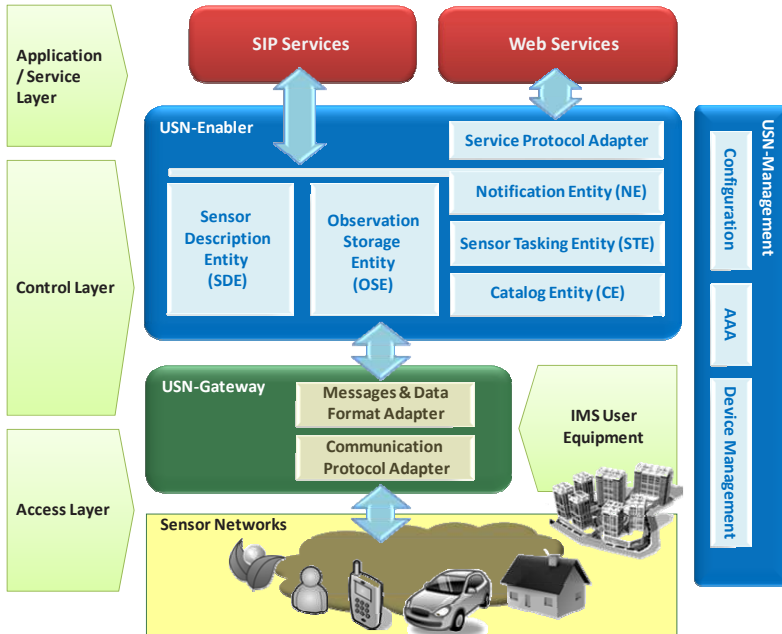 Application
/ Service
Layer
SIP Services
Web Services
USN-Enabler
Service Protocol Adapter
Notification Entity (NE)
Sensor
Description
Entity
(SDE)
Observation
Storage
Entity
(OSE)
Sensor Tasking Entity (STE)
Catalog Entity (CE)
Control Layer
USN-Management
Configuration
AAA
Device Management
USN-Gateway
Messages & Data
Format Adapter
Communication
Protocol Adapter
IMS User
Equipment
Access Layer
Sensor Networks